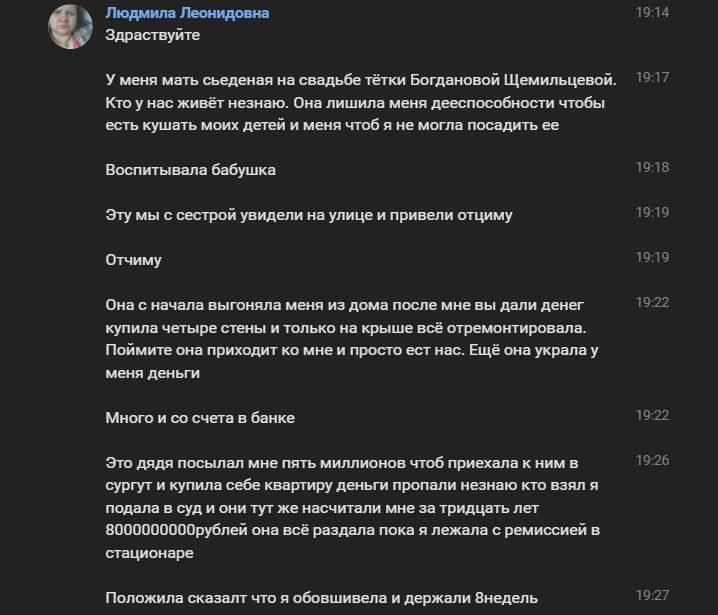 Людмила Леонидовна 19:14
Здраствуйте
У меня мать сьеденая на свадьбе тётки Богдановой Щемильцевой. 19:17
Кто у нас живёт незнаю. Она лишила меня дееспособности чтобы
есть кушать моих детей и меня чтоб я не могла посадить ее
Воспитывала бабушка 19:18
Эту мы с сестрой увидели на улице и привели отциму 19:19
Отчиму 19:19
Она с начала выгоняла меня из дома после мне вы дали денег 19:22
купила четыре стены и только на крыше всё отремонтировала.
Поймите она приходит ко мне и просто ест нас. Ещё она украла у
меня деньги
Много и со счета в банке 19:22
Это дядя посылал мне пять миллионов чтоб приехала к ним в 19:26
сургут и купила себе квартиру деньги пропали незнаю кто взял я
подала в суд и они тут же насчитали мне за тридцать лет
8000000000рублей она всё раздала пока я лежала с ремиссией в
стационаре
Положила сказалт что я обовшивела и держали 8недель 19:27